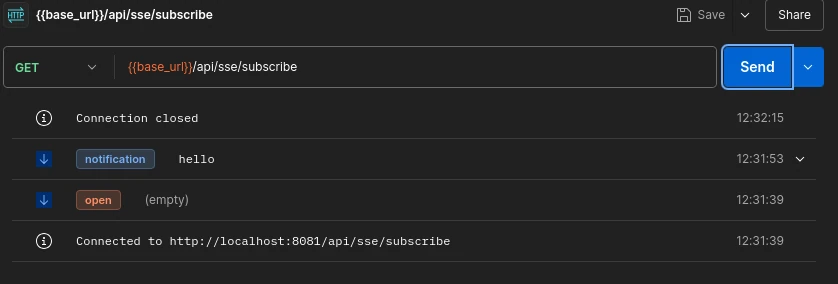 HTTP {{base_url}}/api/sse/subscribe Save Share
GET {{base_url}}/api/sse/subscribe Send
Connection closed 12:32:15
notification hello 12:31:53
open (empty) 12:31:39
Connected to http://localhost:8081/api/sse/subscribe 12:31:39